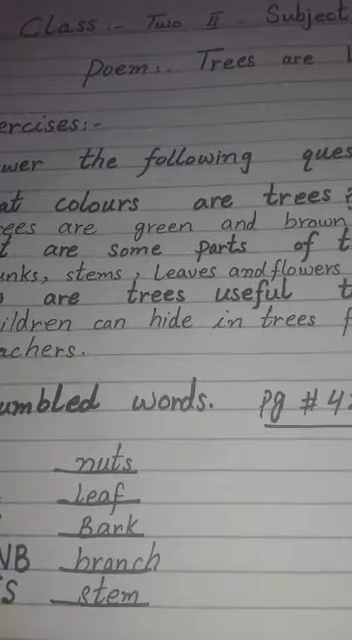 Class:- Two II. Subject
Poem:. Trees are
ercises:-
wer the following ques
at colours are trees ?
ees are green and brown
t are some parts of t
unks, stems, leaves and flowers
are trees useful t
ildren can hide in trees f
achers.
umbled words. Pg # 42
nuts
Leaf
Bark
NB branch
S stem